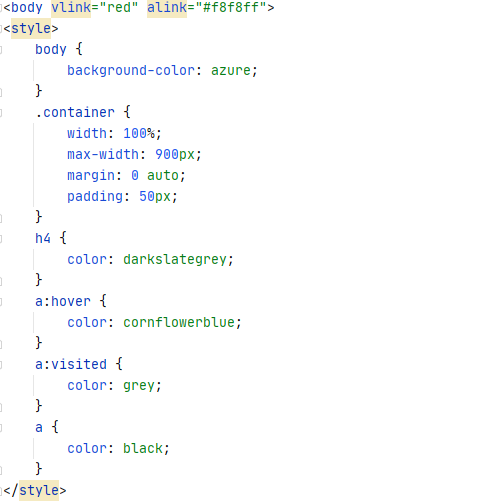 <body vlink="red" alink="#f8f8ff">
<style>
    body {
        background-color: azure;
    }
    .container {
        width: 100%;
        max-width: 900px;
        margin: 0 auto;
        padding: 50px;
    }
    h4 {
        color: darkslategrey;
    }
    a:hover {
        color: cornflowerblue;
    }
    a:visited {
        color: grey;
    }
    a {
        color: black;
    }
</style>